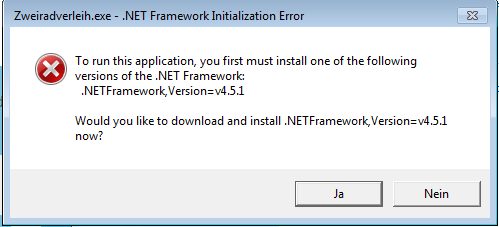 Zweiradverleih.exe - .NET Framework Initialization Error
To run this application, you first must install one of the following
versions of the .NET Framework:
.NETFramework,Version=v4.5.1
Would you like to download and install .NETFramework,Version=v4.5.1
now?
Ja
Nein